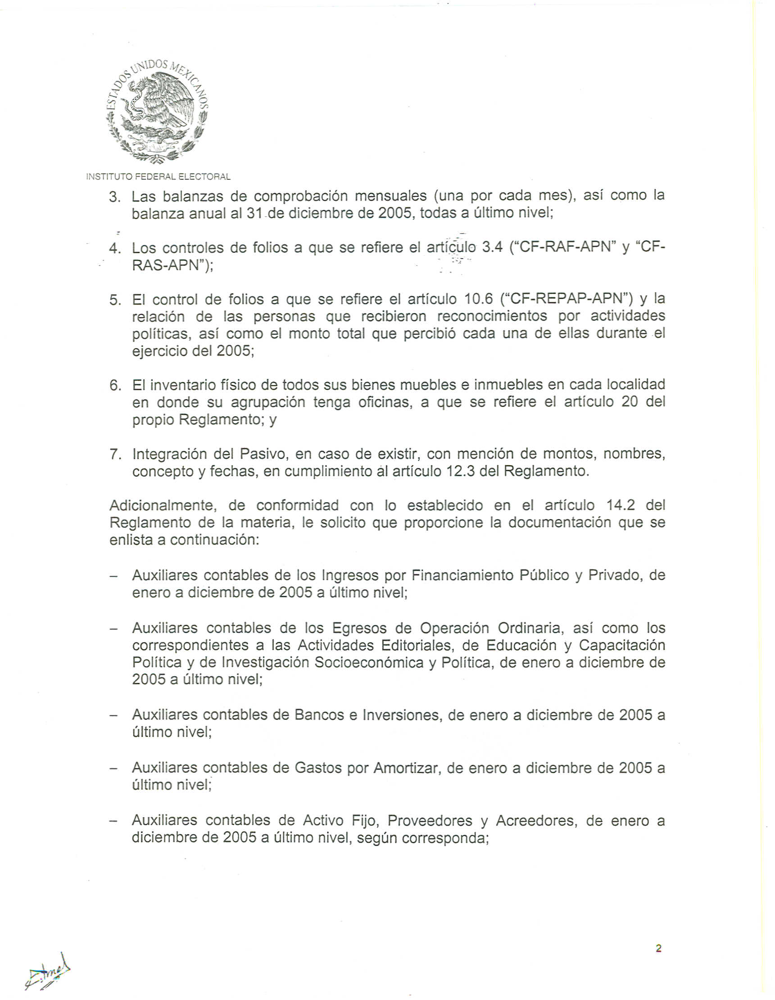 ESTADOS UNIDOS MEXICANOS
INSTITUTO FEDERAL ELECTORAL
3. Las balanzas de comprobación mensuales (una por cada mes), así como la
balanza anual al 31 de diciembre de 2005, todas a último nivel;
4. Los controles de folios a que se refiere el artículo 3.4 (“CF-RAF-APN” y “CF-
RAS-APN”);
5. El control de folios a que se refiere el artículo 10.6 (“CF-REPAP-APN”) y la
relación de las personas que recibieron reconocimientos por actividades
políticas, así como el monto total que percibió cada una de ellas durante el
ejercicio del 2005;
6. El inventario físico de todos sus bienes muebles e inmuebles en cada localidad
en donde su agrupación tenga oficinas, a que se refiere el artículo 20 del
propio Reglamento; y
7. Integración del Pasivo, en caso de existir, con mención de montos, nombres,
concepto y fechas, en cumplimiento al artículo 12.3 del Reglamento.
Adicionalmente, de conformidad con lo establecido en el artículo 14.2 del
Reglamento de la materia, le solicito que proporcione la documentación que se
enlista a continuación:
– Auxiliares contables de los Ingresos por Financiamiento Público y Privado, de
enero a diciembre de 2005 a último nivel;
– Auxiliares contables de los Egresos de Operación Ordinaria, así como los
correspondientes a las Actividades Editoriales, de Educación y Capacitación
Política y de Investigación Socioeconómica y Política, de enero a diciembre de
2005 a último nivel;
– Auxiliares contables de Bancos e Inversiones, de enero a diciembre de 2005 a
último nivel;
– Auxiliares contables de Gastos por Amortizar, de enero a diciembre de 2005 a
último nivel;
– Auxiliares contables de Activo Fijo, Proveedores y Acreedores, de enero a
diciembre de 2005 a último nivel, según corresponda;
2